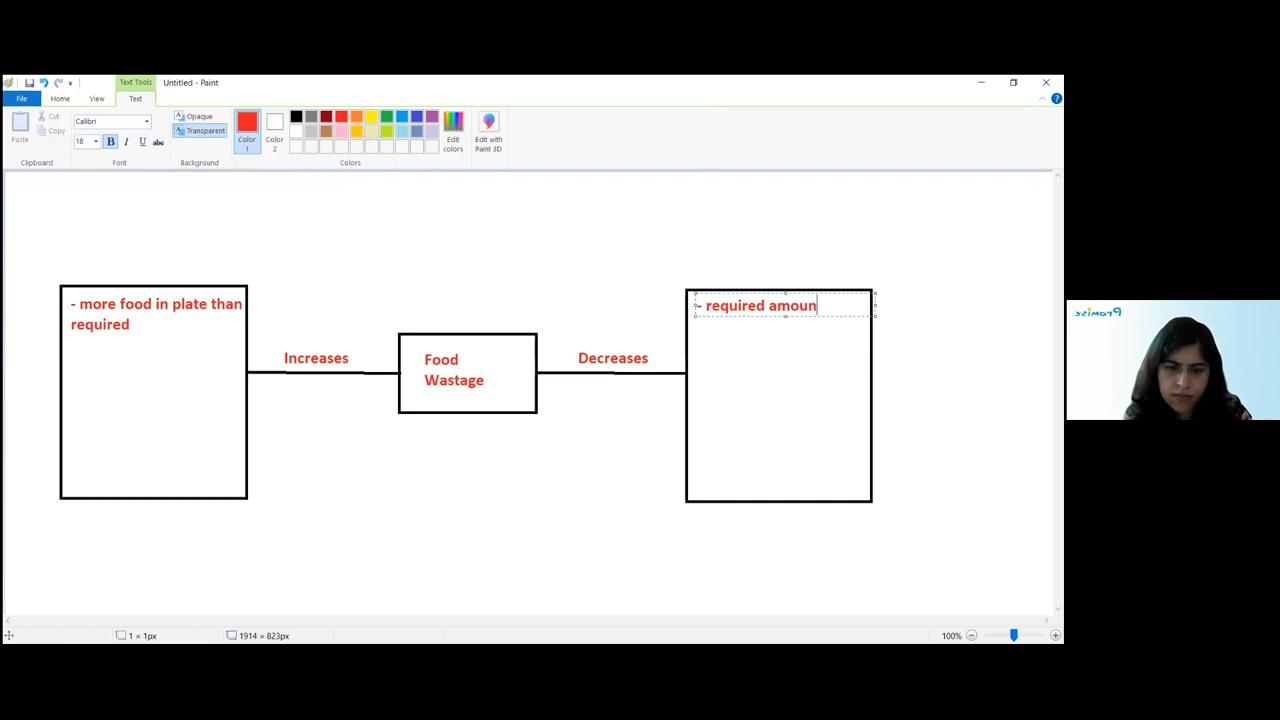 Text Tools
Untitled - Paint
File
Home
View
Text
Cut
Copy
Paste
Clipboard
Calibri
18
B
I
U
abc
Font
Opaque
Transparent
Background
Color 1
Color 2
Edit colors
Edit with Paint 3D
Colors
- more food in plate than
required
Increases
Food
Wastage
Decreases
- required amoun
Promise
1 × 1px
1914 × 823px
100%